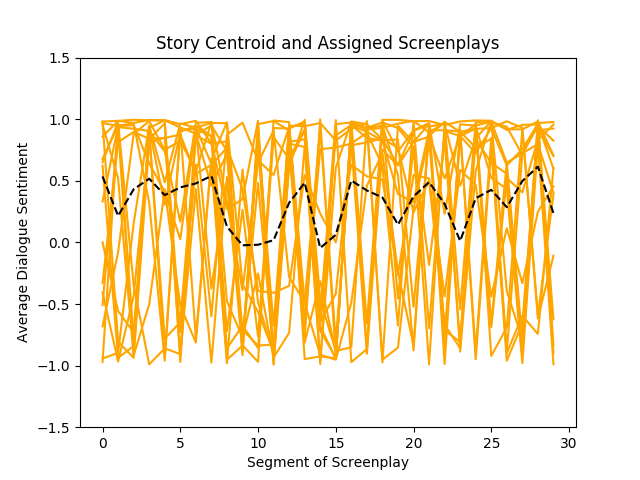 Story Centroid and Assigned Screenplays
1.5
1.0
0.5
0.0
−0.5
−1.0
−1.5
Average Dialogue Sentiment
0 5 10 15 20 25 30
Segment of Screenplay